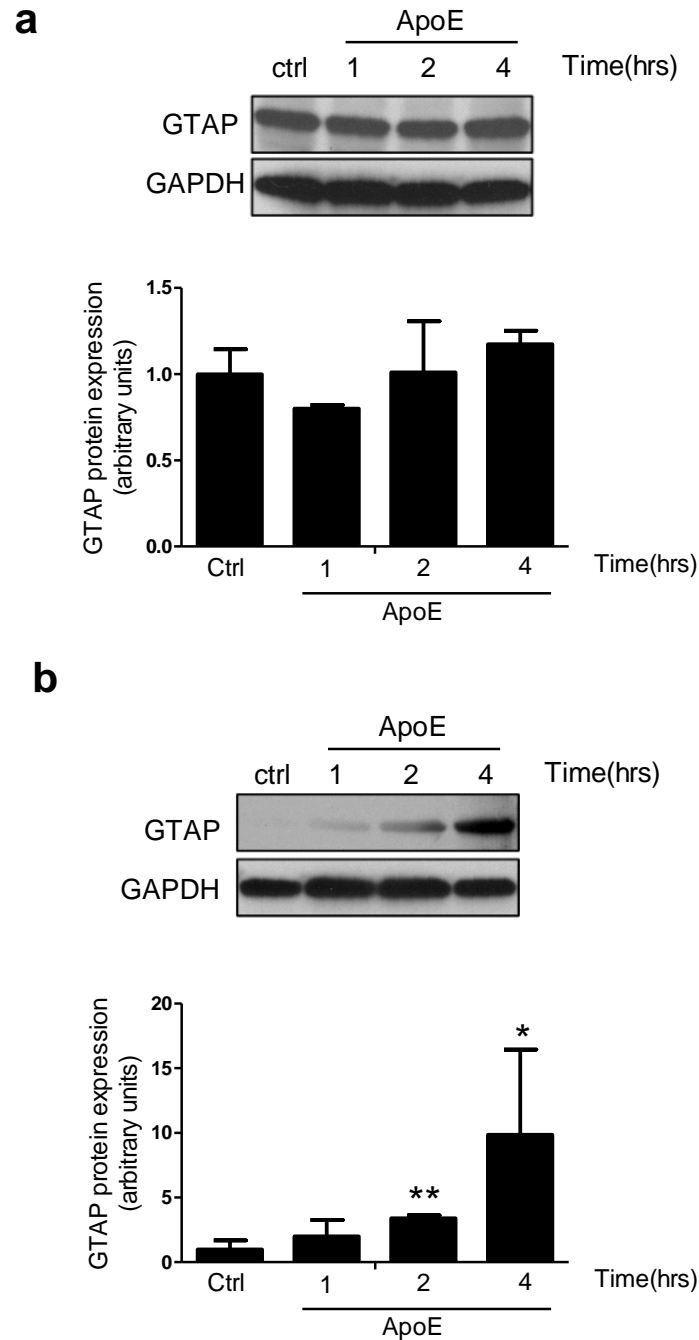 a
ApoE
ctrl 1 2 4 Time(hrs)
GTAP
GAPDH
GTAP protein expression
(arbitrary units)
1.5
1.0
0.5
0.0
Ctrl 1 2 4 Time(hrs)
ApoE
b
ApoE
ctrl 1 2 4 Time(hrs)
GTAP
GAPDH
GTAP protein expression
(arbitrary units)
20
15
10
5
0
*
**
Ctrl 1 2 4 Time(hrs)
ApoE